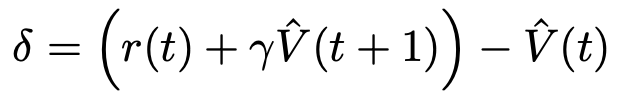 δ = (r(t) + γV̂(t + 1)) − V̂(t)